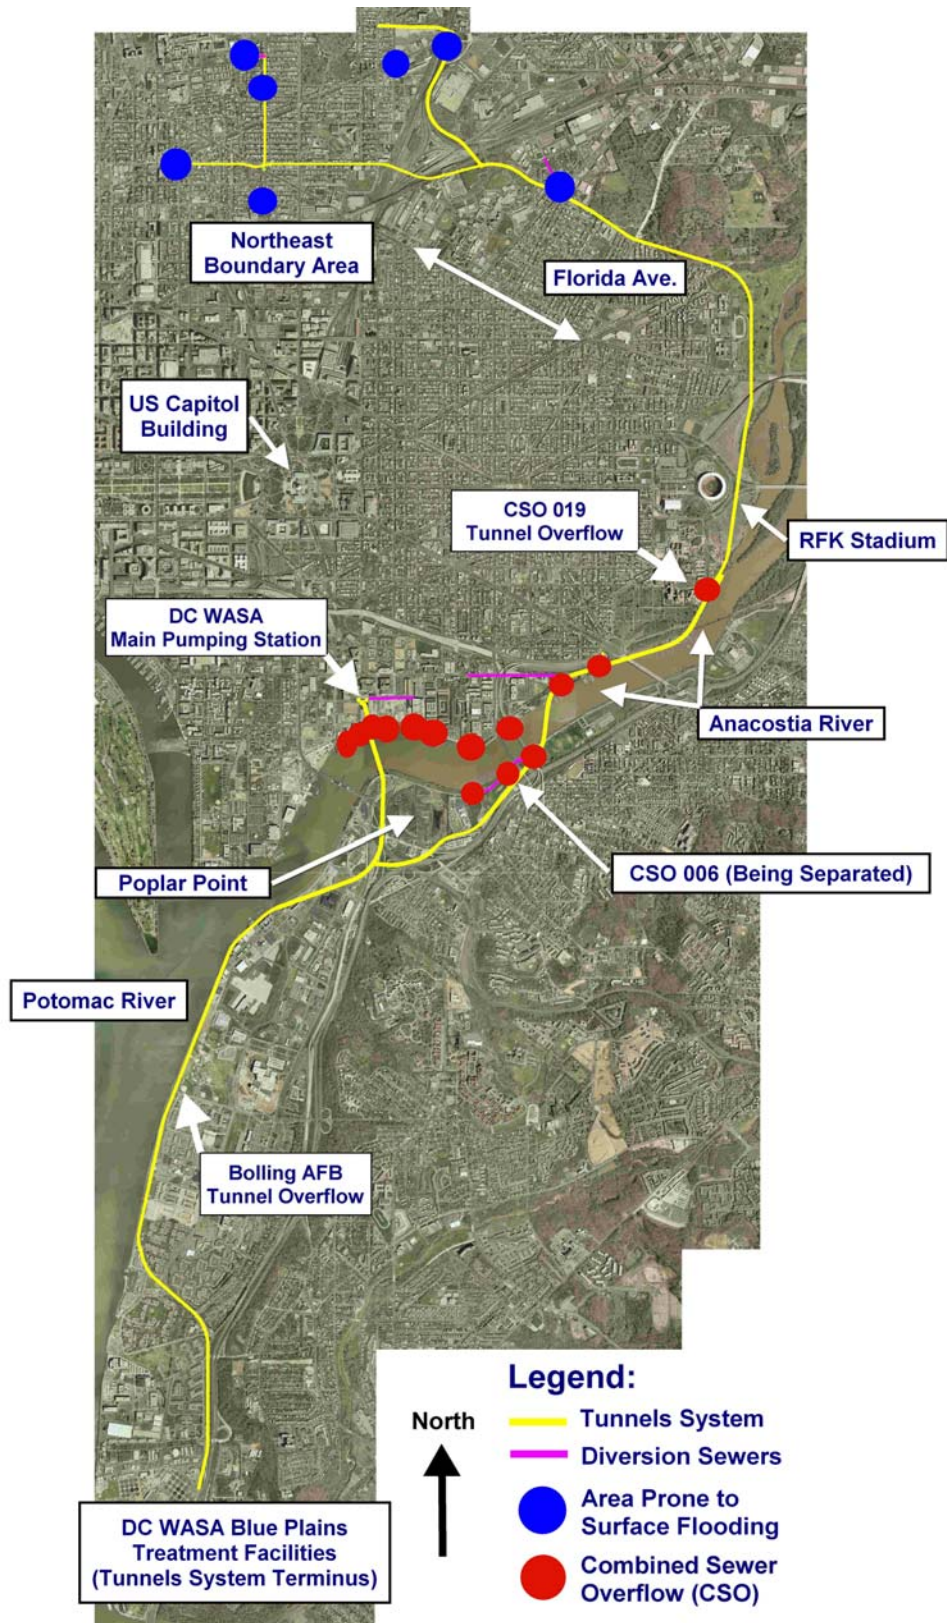 Northeast
Boundary Area
Florida Ave.
US Capitol
Building
CSO 019
Tunnel Overflow
RFK Stadium
DC WASA
Main Pumping Station
Anacostia River
Poplar Point
CSO 006 (Being Separated)
Potomac River
Bolling AFB
Tunnel Overflow
Legend:
North
Tunnels System
Diversion Sewers
Area Prone to
Surface Flooding
Combined Sewer
Overflow (CSO)
DC WASA Blue Plains
Treatment Facilities
(Tunnels System Terminus)